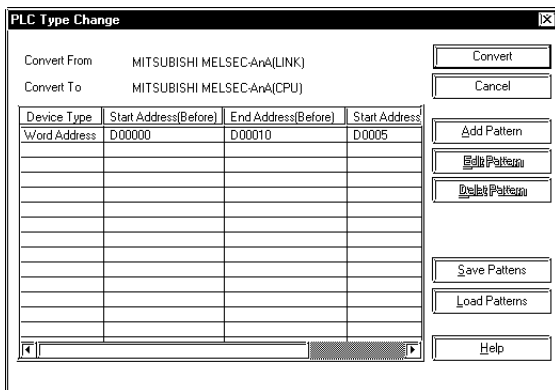 PLC Type Change
Convert From MITSUBISHI MELSEC-AnA(LINK)
Convert To MITSUBISHI MELSEC-AnA(CPU)
Device Type Start Address(Before) End Address(Before) Start Address
Word Address D00000 D00010 D0005
Convert
Cancel
Add Pattern
Edit Pattern
Delet Pattern
Save Pattens
Load Patterns
Help